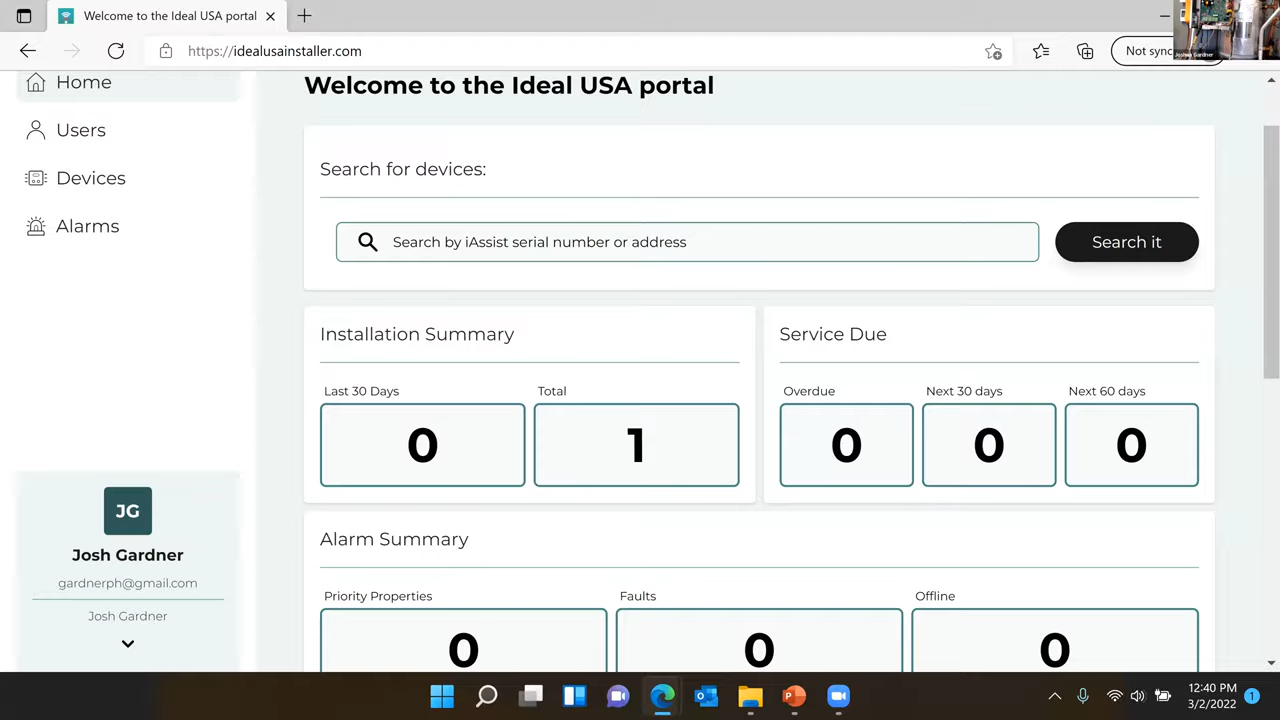 Welcome to the Ideal USA portal
https://idealusainstaller.com
Not sync
Joshua Gardner
Home
Users
Devices
Alarms
Welcome to the Ideal USA portal
Search for devices:
Search by iAssist serial number or address
Search it
Installation Summary
Last 30 Days
Total
0
1
Service Due
Overdue
Next 30 days
Next 60 days
0
0
0
Alarm Summary
Priority Properties
Faults
Offline
0
0
0
JG
Josh Gardner
gardnerph@gmail.com
Josh Gardner
12:40 PM
3/2/2022
1